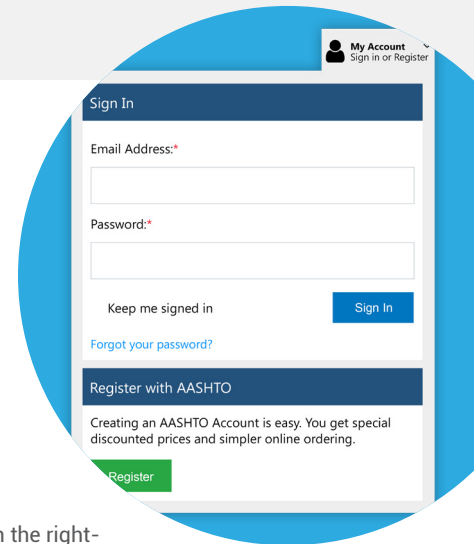 My Account
Sign in or Register
Sign In
Email Address:*
Password:*
Keep me signed in
Sign In
Forgot your password?
Register with AASHTO
Creating an AASHTO Account is easy. You get special
discounted prices and simpler online ordering.
Register
the right-